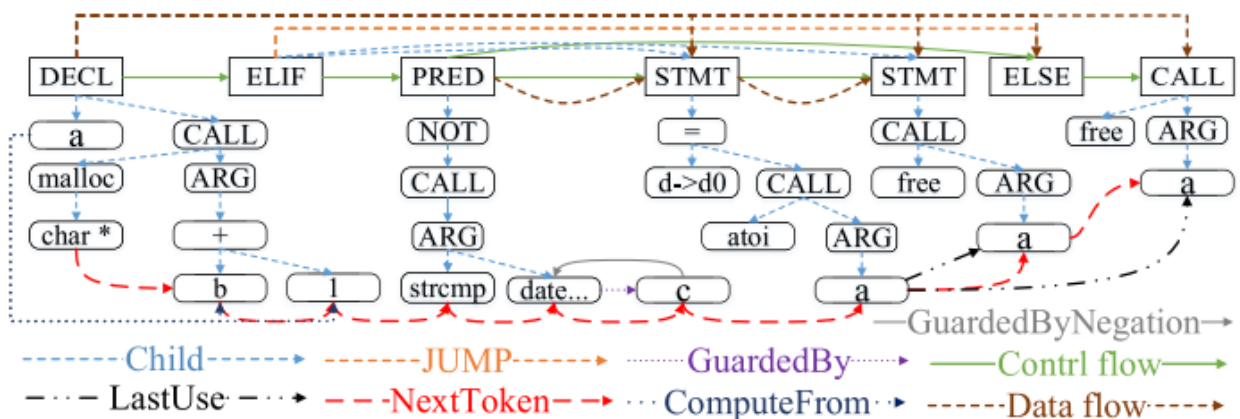 DECL ELIF PRED STMT STMT ELSE CALL
a CALL NOT = CALL free ARG
malloc ARG CALL d->d0 CALL free ARG a
char * + ARG atoi ARG a
b 1 strcmp date... c a
GuardedByNegation
Child JUMP GuardedBy Contrl flow
LastUse NextToken ComputeFrom Data flow